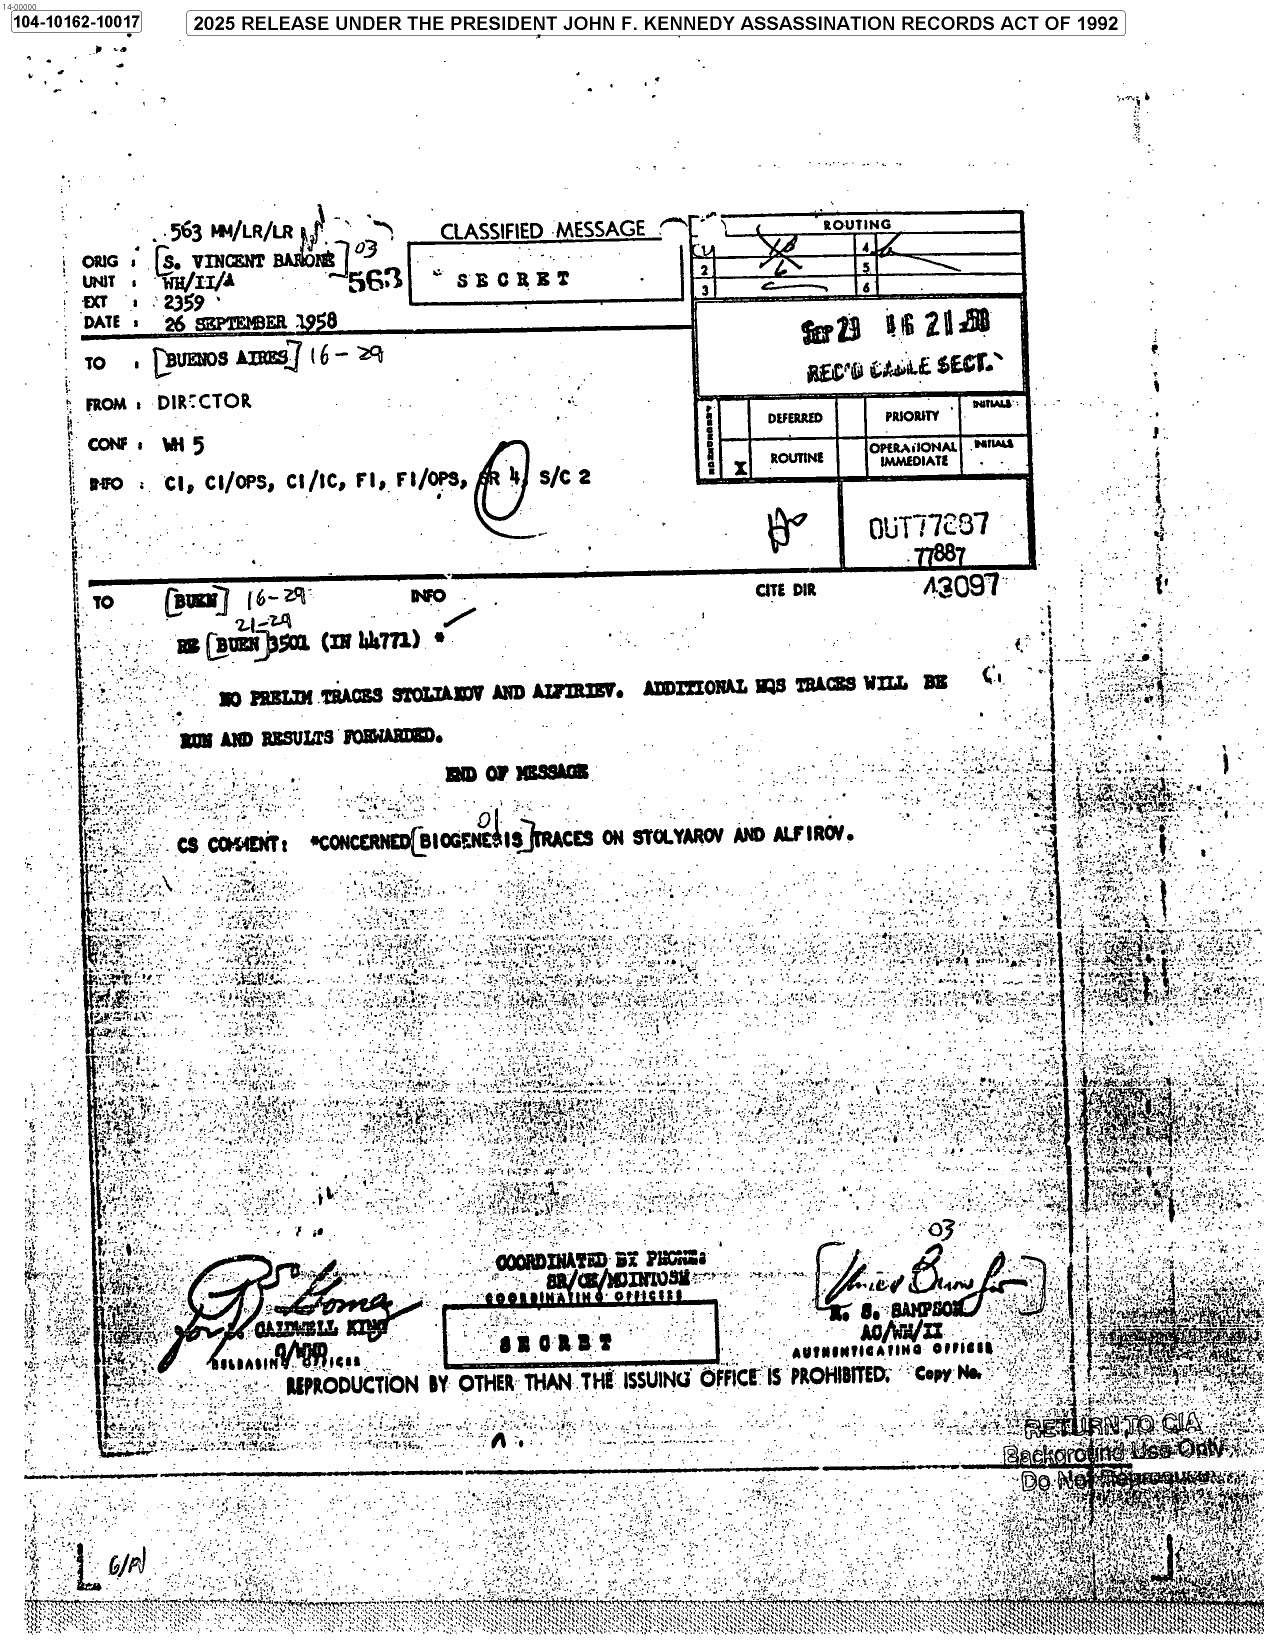 14-00000
104-10162-10017
2025 RELEASE UNDER THE PRESIDENT JOHN F. KENNEDY ASSASSINATION RECORDS ACT OF 1992
563 MM/LR/LR
CLASSIFIED MESSAGE
ROUTING
ORIG : [S. VINCENT BARONE] 03
UNIT : WH/II/A
563
SECRET
EXT : 2359
DATE : 26 SEPTEMBER 1958
1
2
3
4
5
6
TO : [BUENOS AIRES] 16-29
REC'D CABLE SECT.
FROM : DIRECTOR
CONF : WH 5
INFO : CI, CI/OPS, CI/IC, FI, FI/OPS, SR 4, S/C 2
PRECEDENCE
DEFERRED
PRIORITY
INITIALS
X ROUTINE
OPERATIONAL IMMEDIATE
INITIALS
OUT77887
77887
TO [BUEN] 16-29 INFO CITE DIR 43097
21-29
RE [BUEN] 3501 (IN 44771) *
NO PRELIM TRACES STOLIAKOV AND ALFIRIEV. ADDITIONAL HQS TRACES WILL BE
RUN AND RESULTS FORWARDED.
END OF MESSAGE
01
CS COMMENT: *CONCERNED [BIOGENESIS] TRACES ON STOLYAROV AND ALFIROV.
03
COORDINATED BY PHONE:
SR/CE/MCINTOSH
COORDINATING OFFICERS
for J. CALDWELL KING
C/WHD
RELEASING OFFICER
SECRET
R. S. SAMPSON
AC/WH/II
AUTHENTICATING OFFICER
REPRODUCTION BY OTHER THAN THE ISSUING OFFICE IS PROHIBITED. Copy No.
RETURN TO CIA
Background Use Only
Do Not Reproduce